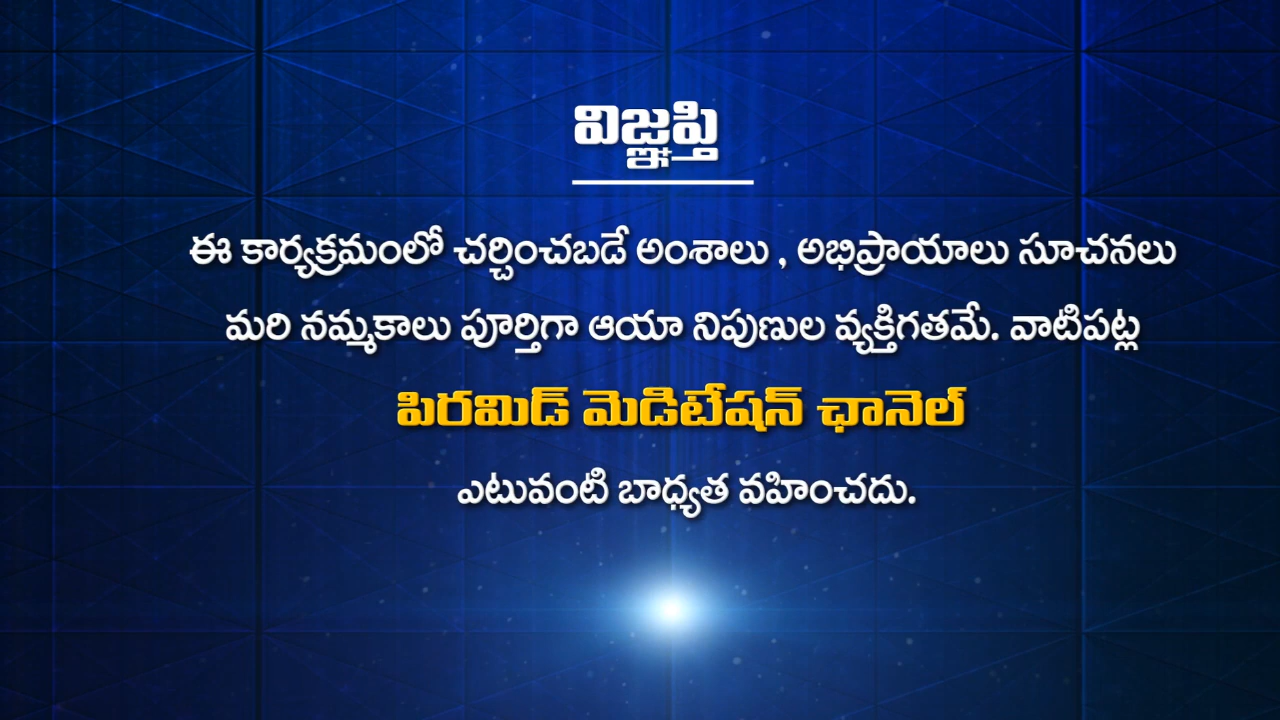 విజ్ఞప్తి
ఈ కార్యక్రమంలో చర్చించబడే అంశాలు , అభిప్రాయాలు సూచనలు
మరి నమ్మకాలు పూర్తిగా ఆయా నిపుణుల వ్యక్తిగతమే. వాటిపట్ల
పిరమిడ్ మెడిటేషన్ ఛానెల్
ఎటువంటి బాధ్యత వహించదు.